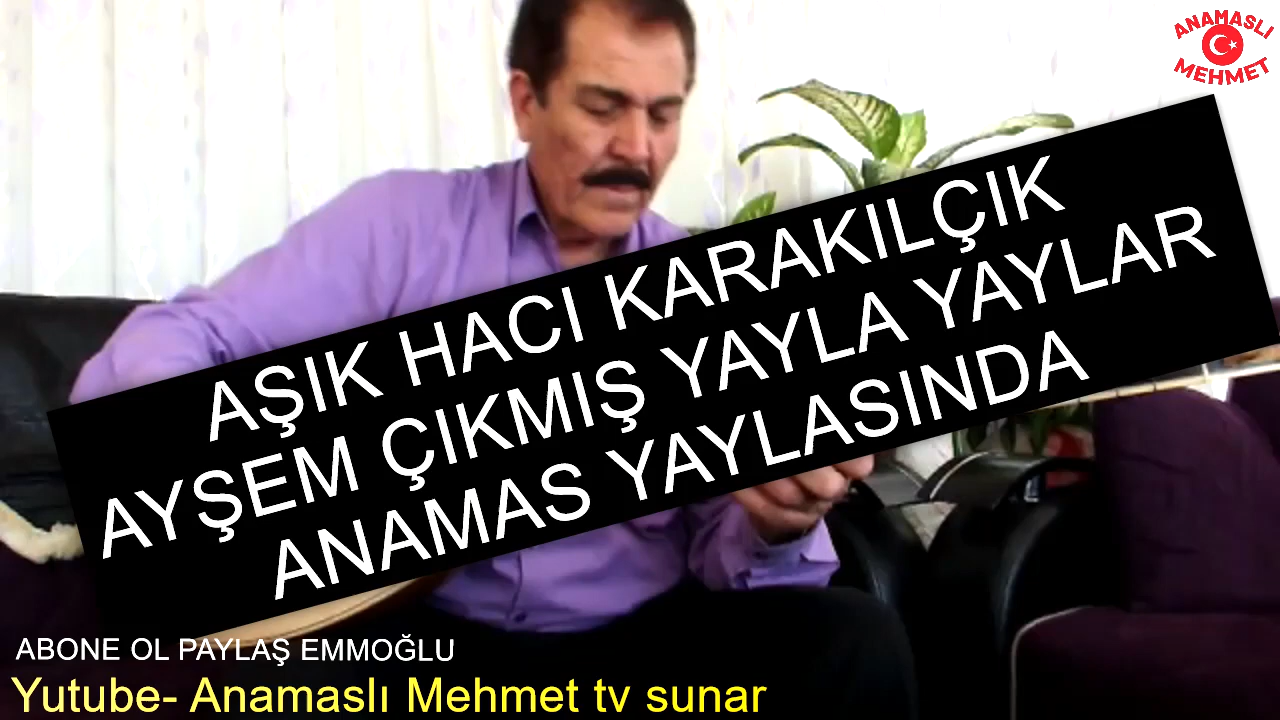 ANAMASLI
MEHMET
AŞIK HACI KARAKILÇIK
AYŞEM ÇIKMIŞ YAYLA YAYLAR
ANAMAS YAYLASINDA
ABONE OL PAYLAŞ EMMOĞLU
Yutube- Anamaslı Mehmet tv sunar